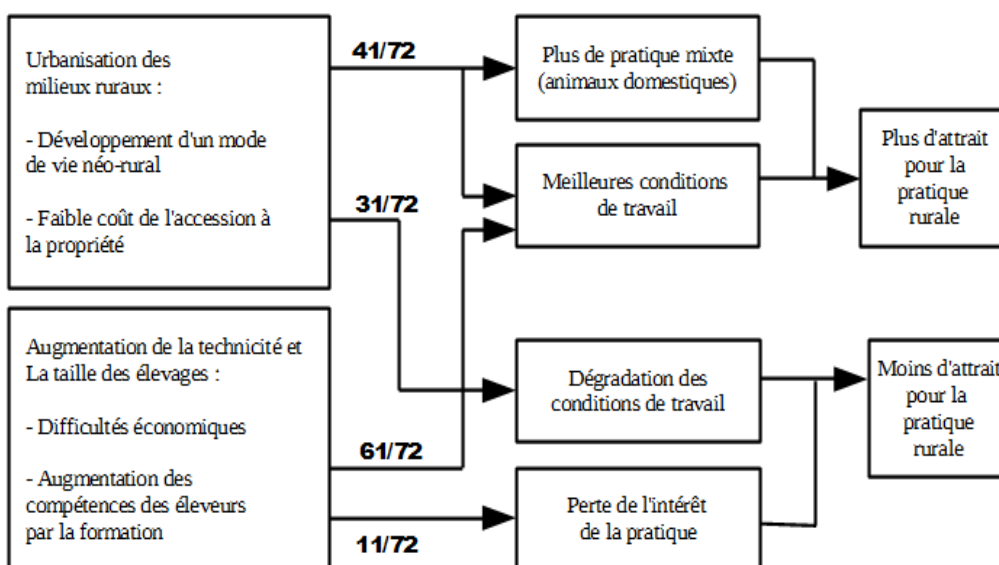 Urbanisation des
milieux ruraux :
- Développement d'un mode
de vie néo-rural
- Faible coût de l'accession à
la propriété
41/72
31/72
Augmentation de la technicité et
La taille des élevages :
- Difficultés économiques
- Augmentation des
compétences des éleveurs
par la formation
61/72
11/72
Plus de pratique mixte
(animaux domestiques)
Meilleures conditions
de travail
Dégradation des
conditions de travail
Perte de l'intérêt
de la pratique
Plus d'attrait
pour la
pratique
rurale
Moins d'attrait
pour la
pratique
rurale